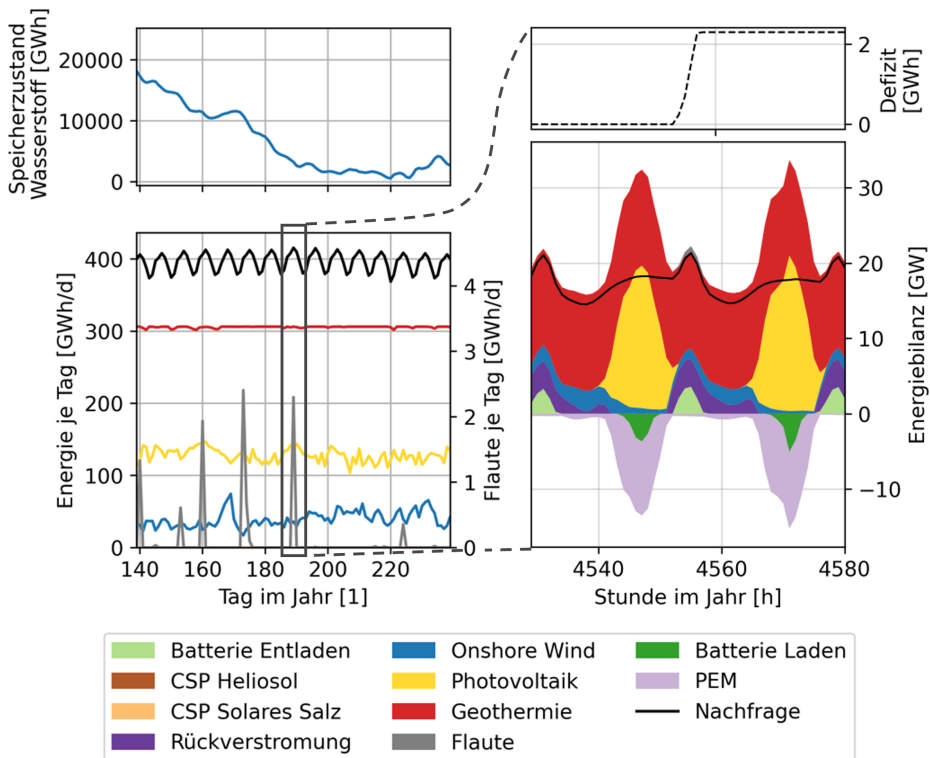 Speicherzustand
Wasserstoff [GWh]
20000
10000
0
2
0
Defizit
[GWh]
Energie je Tag [GWh/d]
400
300
200
100
0
4
3
2
1
0
Flaute je Tag [GWh/d]
140 160 180 200 220
Tag im Jahr [1]
30
20
10
0
−10
Energiebilanz [GW]
4540 4560 4580
Stunde im Jahr [h]
Batterie Entladen
CSP Heliosol
CSP Solares Salz
Rückverstromung
Onshore Wind
Photovoltaik
Geothermie
Flaute
Batterie Laden
PEM
Nachfrage